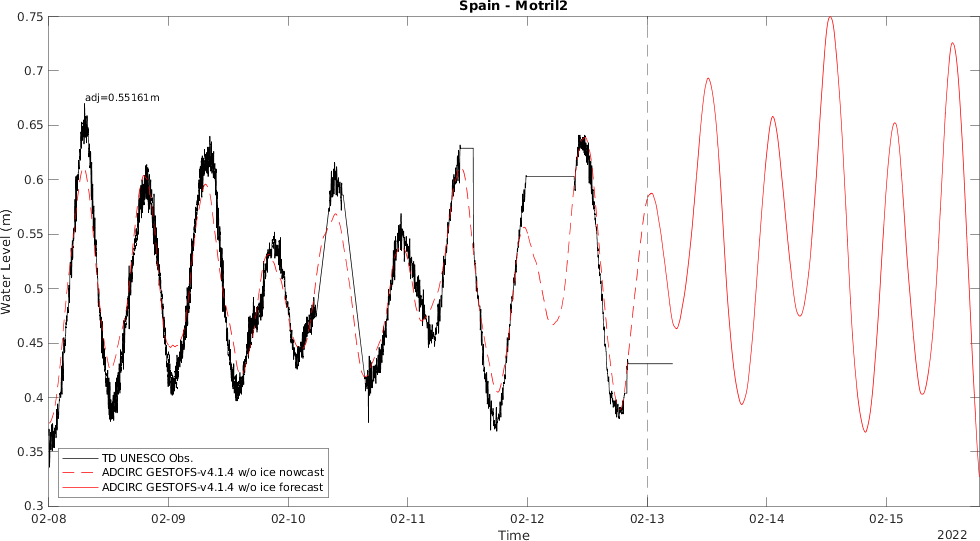 Spain - Motril2
0.75
0.7
0.65
0.6
0.55
0.5
0.45
0.4
0.35
0.3
Water Level (m)
adj=0.55161m
TD UNESCO Obs.
ADCIRC GESTOFS-v4.1.4 w/o ice nowcast
ADCIRC GESTOFS-v4.1.4 w/o ice forecast
02-08 02-09 02-10 02-11 02-12 02-13 02-14 02-15
Time
2022